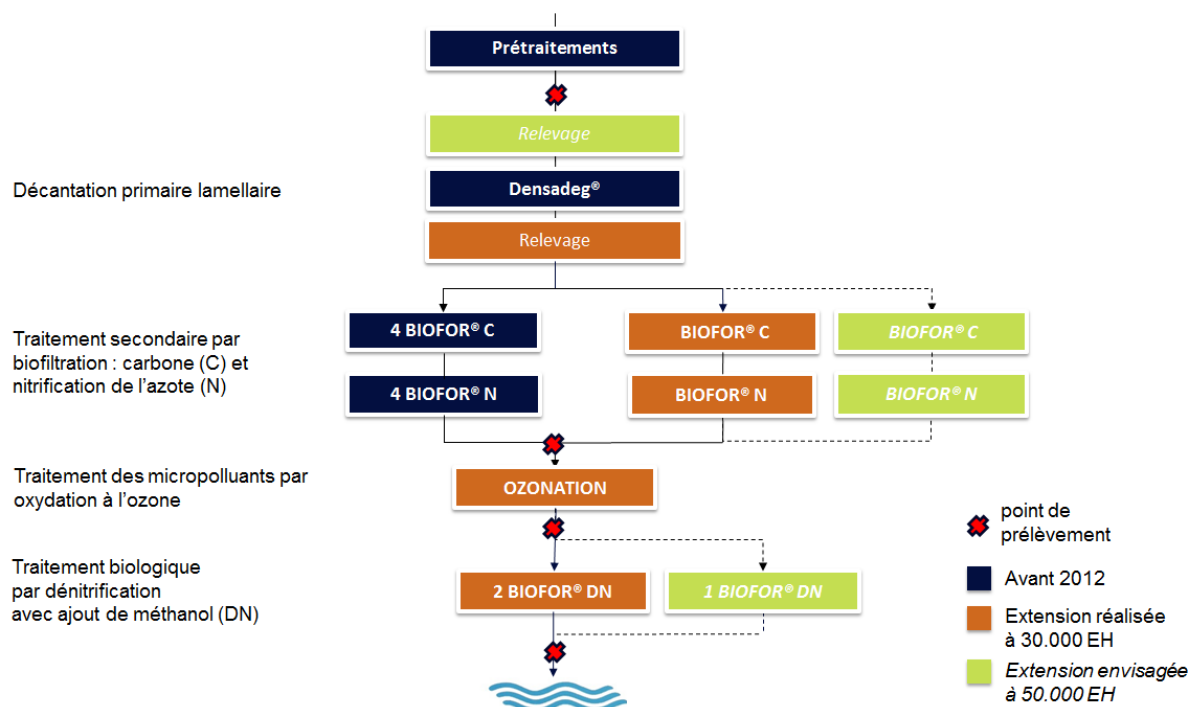 Prétraitements
Relevage
Décantation primaire lamellaire
Densadeg®
Relevage
4 BIOFOR® C
BIOFOR® C
BIOFOR® C
Traitement secondaire par
biofiltration : carbone (C) et
nitrification de l'azote (N)
4 BIOFOR® N
BIOFOR® N
BIOFOR® N
Traitement des micropolluants par
oxydation à l'ozone
OZONATION
point de
prélèvement
Traitement biologique
par dénitrification
avec ajout de méthanol (DN)
2 BIOFOR® DN
1 BIOFOR® DN
Avant 2012
Extension réalisée
à 30.000 EH
Extension envisagée
à 50.000 EH